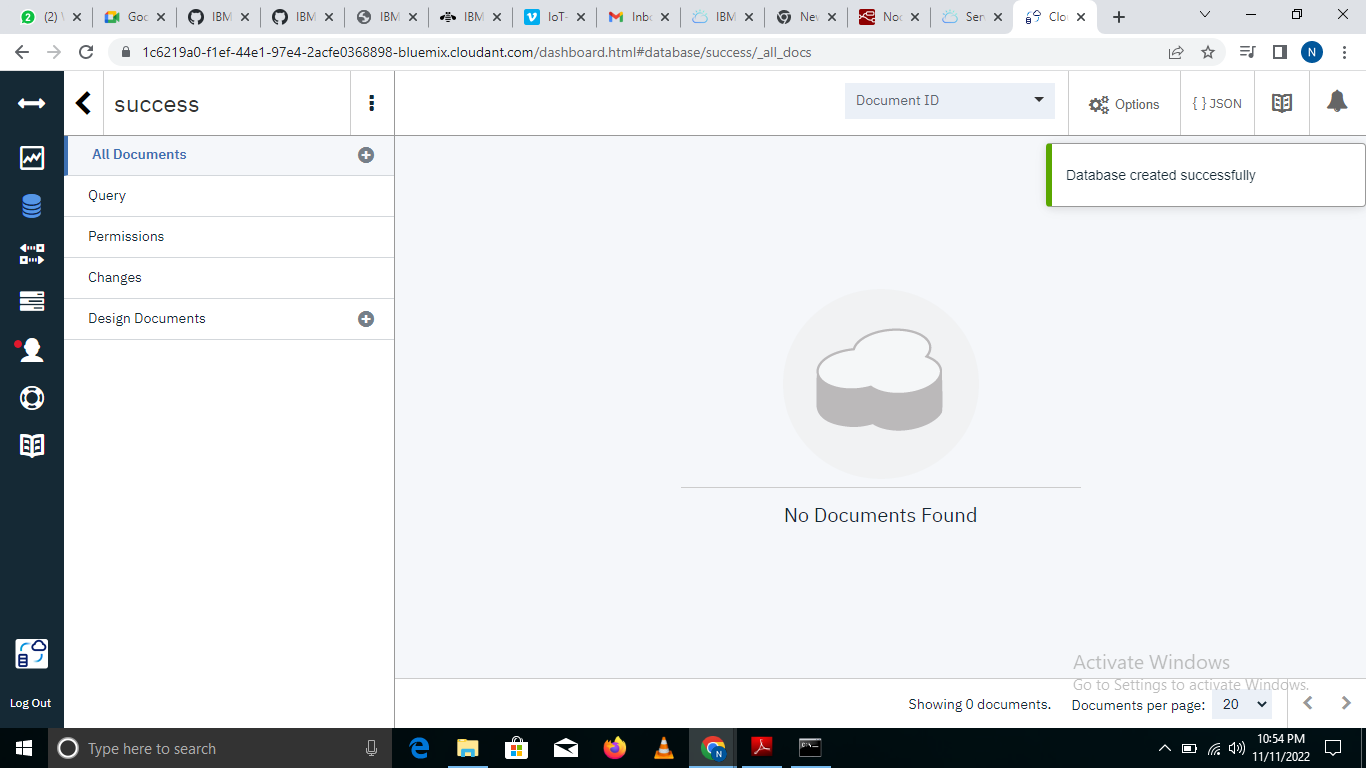 2 (2) \
Goc
IBM
IBM
IBM
IBM
IoT-
Inb
IBM
Nev
Noc
Ser
Clo
1c6219a0-f1ef-44e1-97e4-2acfe0368898-bluemix.cloudant.com/dashboard.html#database/success/_all_docs
N
success
Document ID
Options
{ } JSON
All Documents
Query
Permissions
Changes
Design Documents
Database created successfully
No Documents Found
Activate Windows
Go to Settings to activate Windows.
Showing 0 documents.
Documents per page: 20
Log Out
Type here to search
10:54 PM
11/11/2022